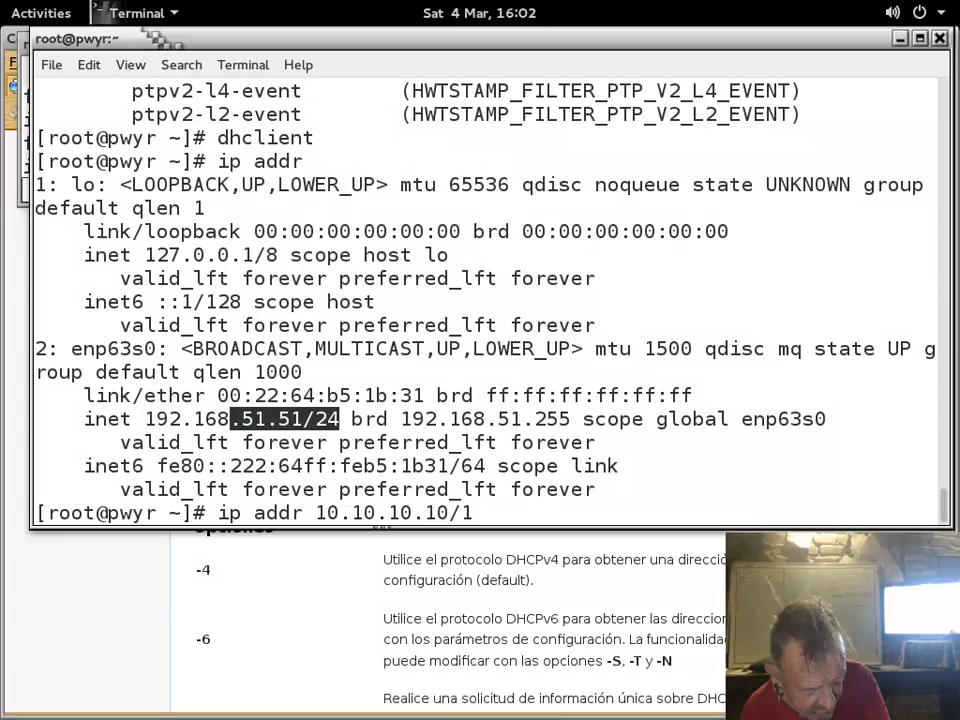 Activities Terminal Sat 4 Mar, 16:02
root@pwyr:~
File Edit View Search Terminal Help
ptpv2-l4-event (HWTSTAMP_FILTER_PTP_V2_L4_EVENT)
ptpv2-l2-event (HWTSTAMP_FILTER_PTP_V2_L2_EVENT)
[root@pwyr ~]# dhclient
[root@pwyr ~]# ip addr
1: lo: <LOOPBACK,UP,LOWER_UP> mtu 65536 qdisc noqueue state UNKNOWN group
default qlen 1
link/loopback 00:00:00:00:00:00 brd 00:00:00:00:00:00
inet 127.0.0.1/8 scope host lo
valid_lft forever preferred_lft forever
inet6 ::1/128 scope host
valid_lft forever preferred_lft forever
2: enp63s0: <BROADCAST,MULTICAST,UP,LOWER_UP> mtu 1500 qdisc mq state UP g
roup default qlen 1000
link/ether 00:22:64:b5:1b:31 brd ff:ff:ff:ff:ff:ff
inet 192.168.51.51/24 brd 192.168.51.255 scope global enp63s0
valid_lft forever preferred_lft forever
inet6 fe80::222:64ff:feb5:1b31/64 scope link
valid_lft forever preferred_lft forever
[root@pwyr ~]# ip addr 10.10.10.10/1
-4 Utilice el protocolo DHCPv4 para obtener una direcció
configuración (default).
-6 Utilice el protocolo DHCPv6 para obtener las direccion
con los parámetros de configuración. La funcionalidad
puede modificar con las opciones -S, -T y -N
Realice una solicitud de información única sobre DHC